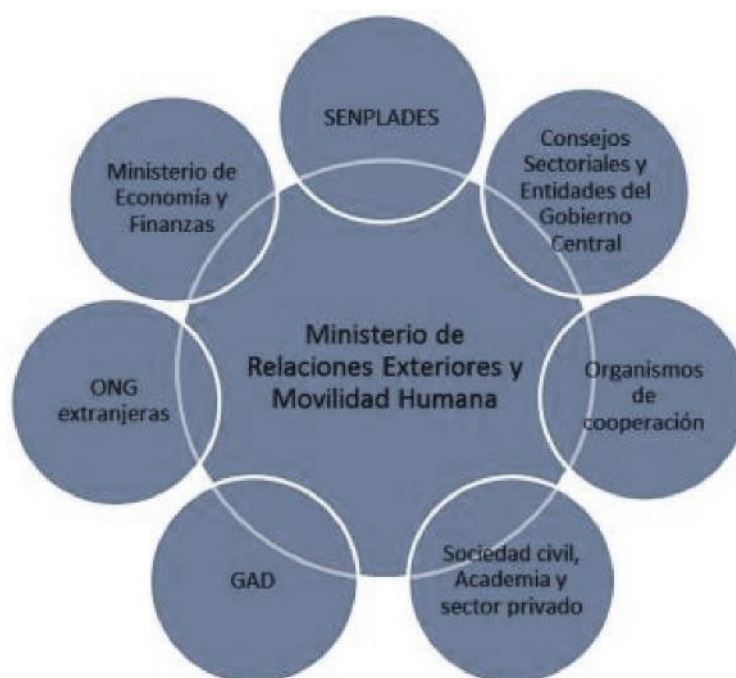 SENPLADES
Consejos
Sectoriales y
Entidades del
Gobierno
Central
Ministerio de
Economía y
Finanzas
Ministerio de
Relaciones Exteriores y
Movilidad Humana
Organismos
de
cooperación
ONG
extranjeras
Sociedad civil,
Academia y
sector privado
GAD